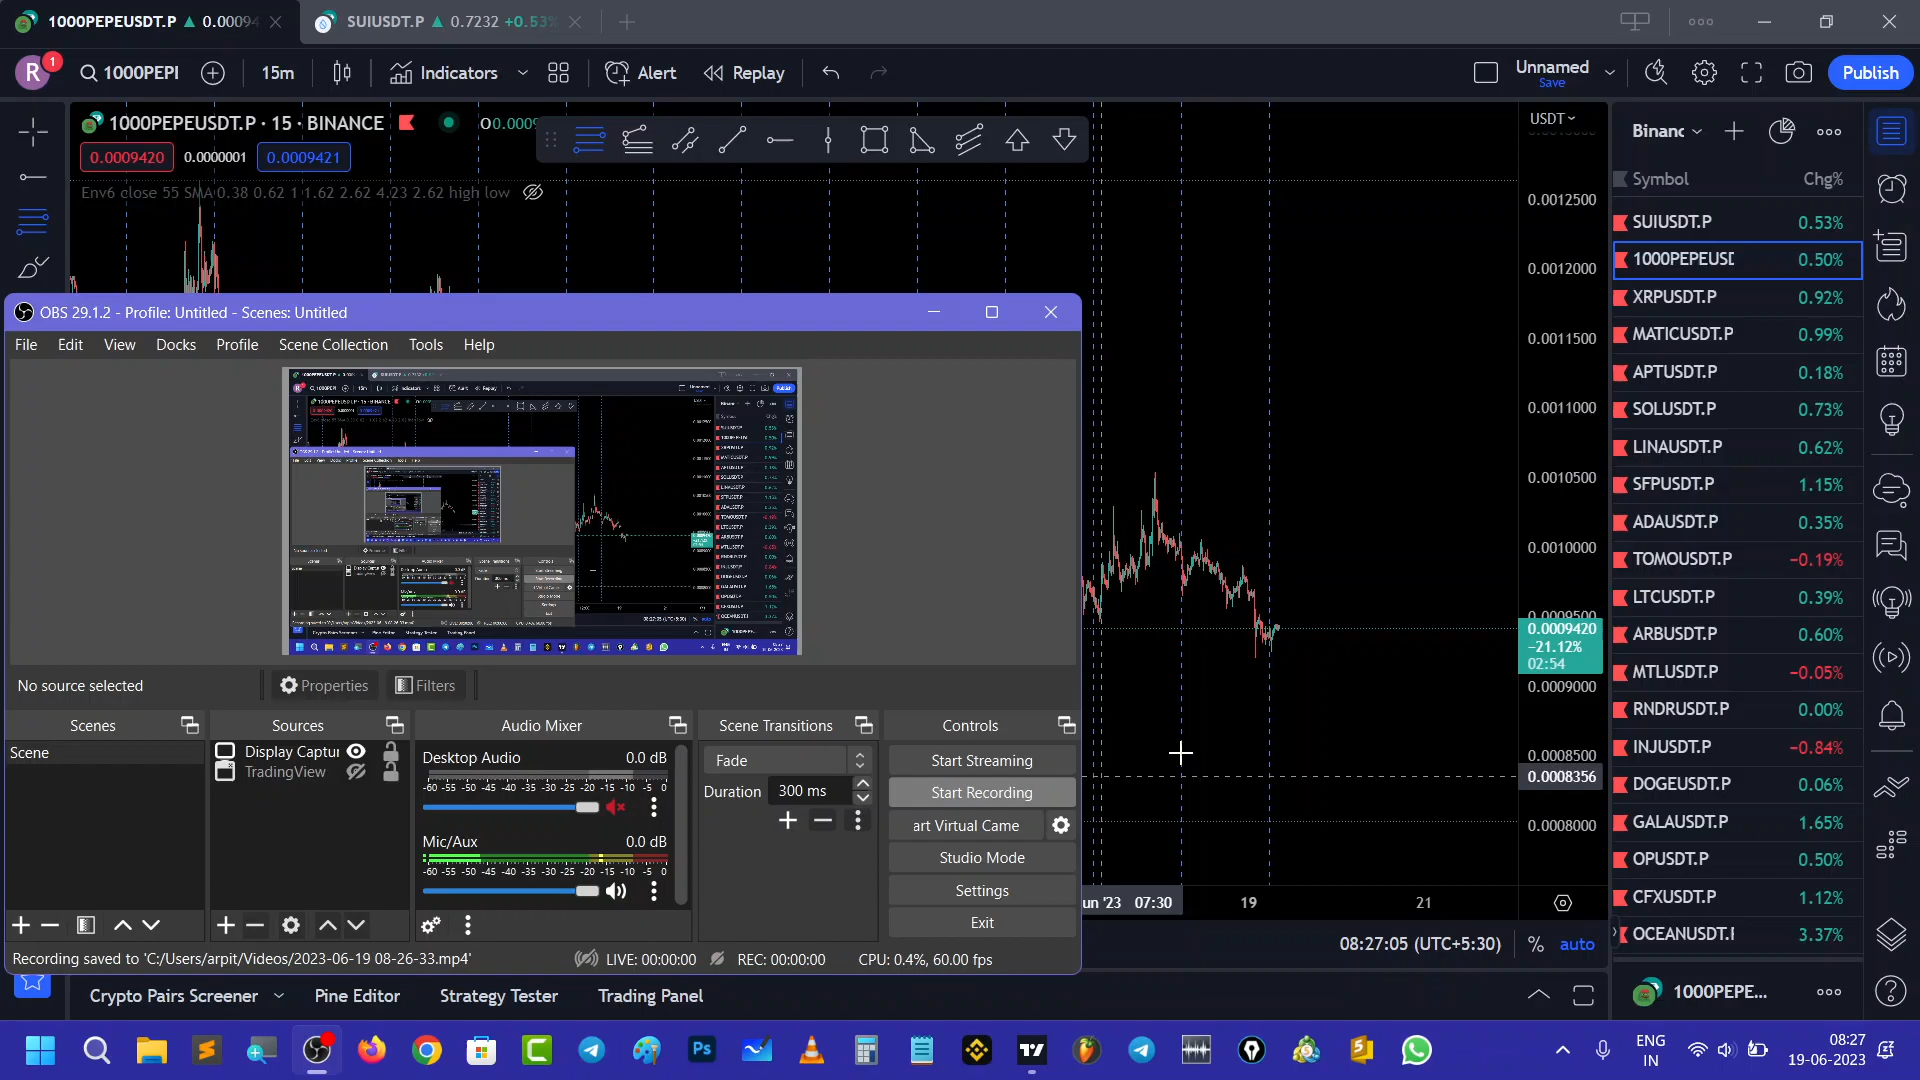 1000PEPEUSDT.P ▲ 0.00094
SUIUSDT.P ▲ 0.7232 +0.53%
R 1
1000PEPI
15m
Indicators
Alert
Replay
Unnamed
Save
Publish
1000PEPEUSDT.P · 15 · BINANCE
O0.0009
0.0009420
0.0000001
0.0009421
Env6 close 55 SMA 0.38 0.62 1 1.62 2.62 4.23 2.62 high low
USDT
0.0012500
0.0012000
0.0011500
0.0011000
0.0010500
0.0010000
0.0009500
0.0009420
−21.12%
02:54
0.0009000
0.0008500
0.0008356
0.0008000
Binanc
Symbol Chg%
SUIUSDT.P 0.53%
1000PEPEUSD 0.50%
XRPUSDT.P 0.92%
MATICUSDT.P 0.99%
APTUSDT.P 0.18%
SOLUSDT.P 0.73%
LINAUSDT.P 0.62%
SFPUSDT.P 1.15%
ADAUSDT.P 0.35%
TOMOUSDT.P −0.19%
LTCUSDT.P 0.39%
ARBUSDT.P 0.60%
MTLUSDT.P −0.05%
RNDRUSDT.P 0.00%
INJUSDT.P −0.84%
DOGEUSDT.P 0.06%
GALAUSDT.P 1.65%
OPUSDT.P 0.50%
CFXUSDT.P 1.12%
OCEANUSDT.I 3.37%
1000PEPE...
OBS 29.1.2 - Profile: Untitled - Scenes: Untitled
File Edit View Docks Profile Scene Collection Tools Help
No source selected
Properties
Filters
Scenes
Scene
Sources
Display Captur
TradingView
Audio Mixer
Desktop Audio 0.0 dB
-60 -55 -50 -45 -40 -35 -30 -25 -20 -15 -10 -5 0
Mic/Aux 0.0 dB
-60 -55 -50 -45 -40 -35 -30 -25 -20 -15 -10 -5 0
Scene Transitions
Fade
Duration 300 ms
Controls
Start Streaming
Start Recording
art Virtual Came
Studio Mode
Settings
Exit
Recording saved to 'C:/Users/arpit/Videos/2023-06-19 08-26-33.mp4'
LIVE: 00:00:00
REC: 00:00:00
CPU: 0.4%, 60.00 fps
un '23 07:30
19
21
08:27:05 (UTC+5:30)
%
auto
Crypto Pairs Screener
Pine Editor
Strategy Tester
Trading Panel
Ps
ENG
IN
08:27
19-06-2023